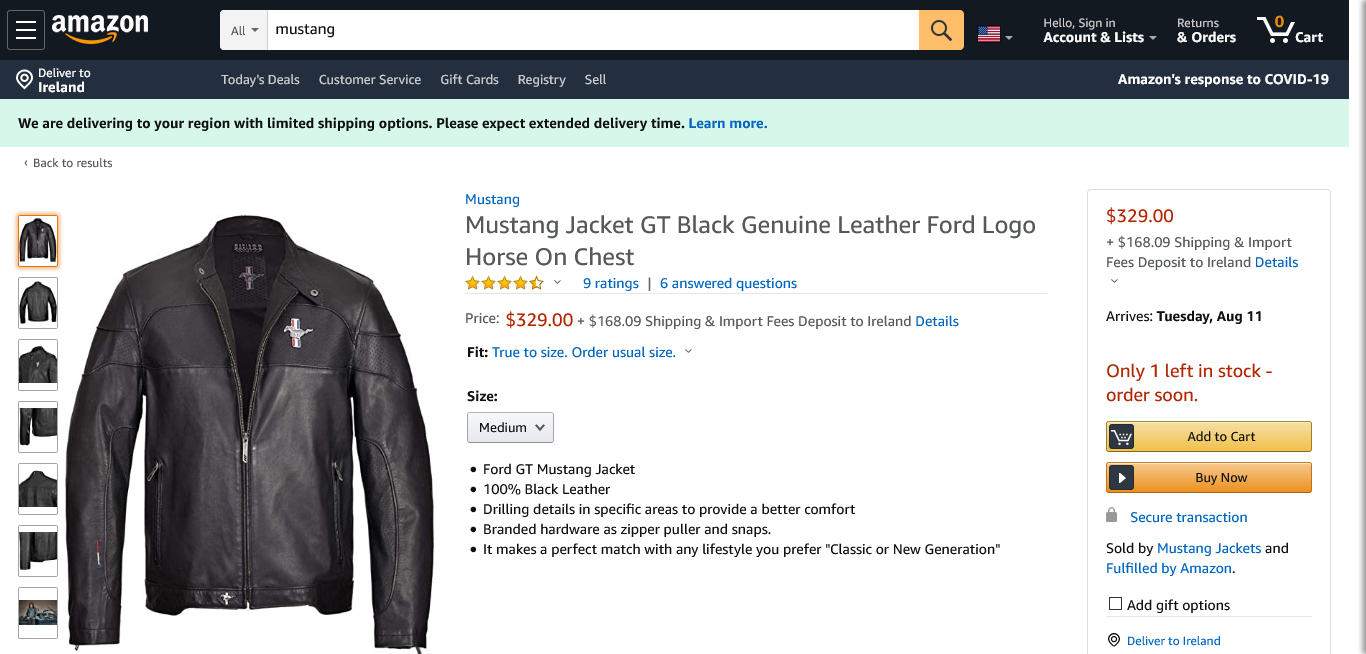 amazon
All
mustang
Hello, Sign in
Account & Lists
Returns
& Orders
0
Cart
Deliver to
Ireland
Today's Deals
Customer Service
Gift Cards
Registry
Sell
Amazon's response to COVID-19
We are delivering to your region with limited shipping options. Please expect extended delivery time. Learn more.
‹ Back to results
Mustang
Mustang Jacket GT Black Genuine Leather Ford Logo
Horse On Chest
9 ratings | 6 answered questions
Price: $329.00 + $168.09 Shipping & Import Fees Deposit to Ireland Details
Fit: True to size. Order usual size.
Size:
Medium
• Ford GT Mustang Jacket
• 100% Black Leather
• Drilling details in specific areas to provide a better comfort
• Branded hardware as zipper puller and snaps.
• It makes a perfect match with any lifestyle you prefer "Classic or New Generation"
$329.00
+ $168.09 Shipping & Import
Fees Deposit to Ireland Details
Arrives: Tuesday, Aug 11
Only 1 left in stock -
order soon.
Add to Cart
Buy Now
Secure transaction
Sold by Mustang Jackets and
Fulfilled by Amazon.
Add gift options
Deliver to Ireland